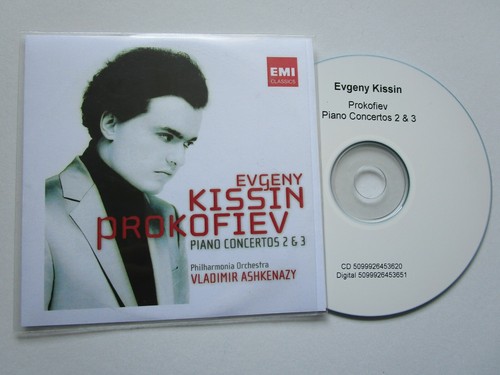 EMI
CLASSICS
EVGENY
KISSIN
PROKOFIEV
PIANO CONCERTOS 2 & 3
Philharmonia Orchestra
VLADIMIR ASHKENAZY
Evgeny Kissin
Prokofiev
Piano Concertos 2 & 3
CD 5099926453620
Digital 5099926453651